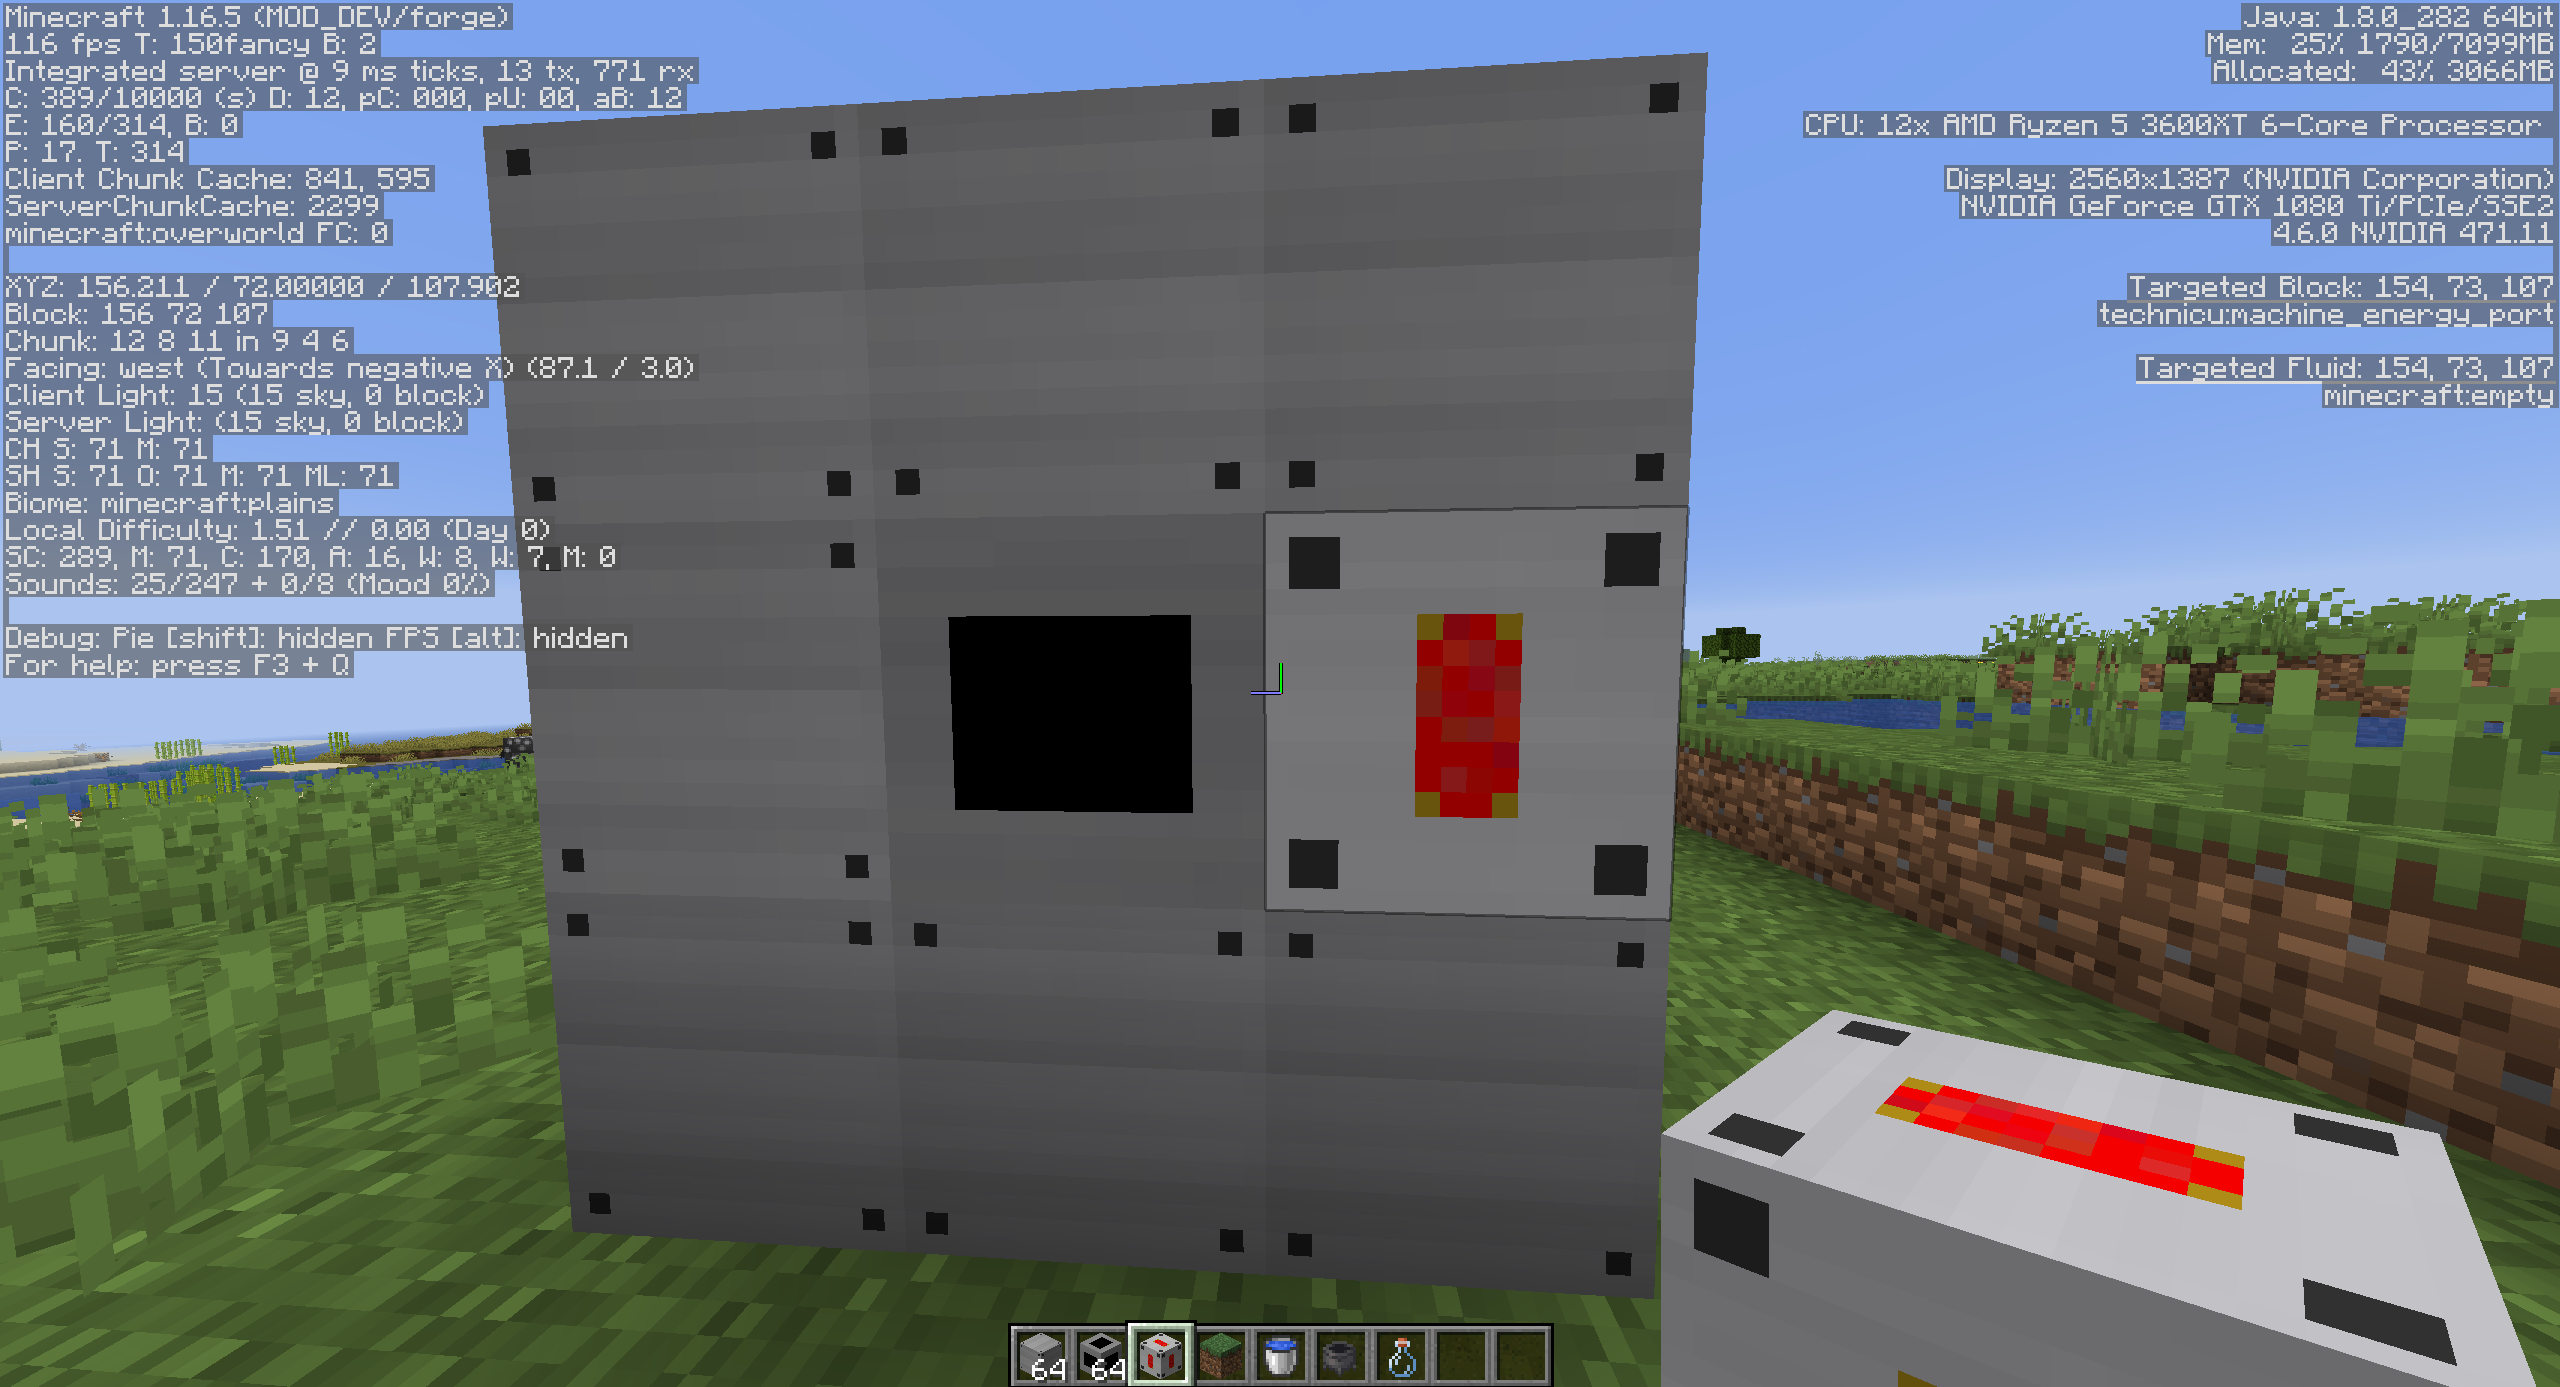 Minecraft 1.16.5 (MOD_DEV/forge)
116 fps T: 150fancy B: 2
Integrated server @ 9 ms ticks, 13 tx, 771 rx
C: 389/10000 (s) D: 12, pC: 000, pU: 00, aB: 12
E: 160/314, B: 0
P: 17. T: 314
Client Chunk Cache: 841, 595
ServerChunkCache: 2299
minecraft:overworld FC: 0
XYZ: 156.211 / 72.00000 / 107.902
Block: 156 72 107
Chunk: 12 8 11 in 9 4 6
Facing: west (Towards negative X) (87.1 / 3.0)
Client Light: 15 (15 sky, 0 block)
Server Light: (15 sky, 0 block)
CH S: 71 M: 71
SH S: 71 O: 71 M: 71 ML: 71
Biome: minecraft:plains
Local Difficulty: 1.51 // 0.00 (Day 0)
SC: 289, M: 71, C: 170, A: 16, W: 8, W: 7, M: 0
Sounds: 25/247 + 0/8 (Mood 0%)
Debug: Pie [shift]: hidden FPS [alt]: hidden
For help: press F3 + Q
Java: 1.8.0_282 64bit
Mem: 25% 1790/7099MB
Allocated: 43% 3066MB
CPU: 12x AMD Ryzen 5 3600XT 6-Core Processor
Display: 2560x1387 (NVIDIA Corporation)
NVIDIA GeForce GTX 1080 Ti/PCIe/SSE2
4.6.0 NVIDIA 471.11
Targeted Block: 154, 73, 107
technicu:machine_energy_port
Targeted Fluid: 154, 73, 107
minecraft:empty
64
64